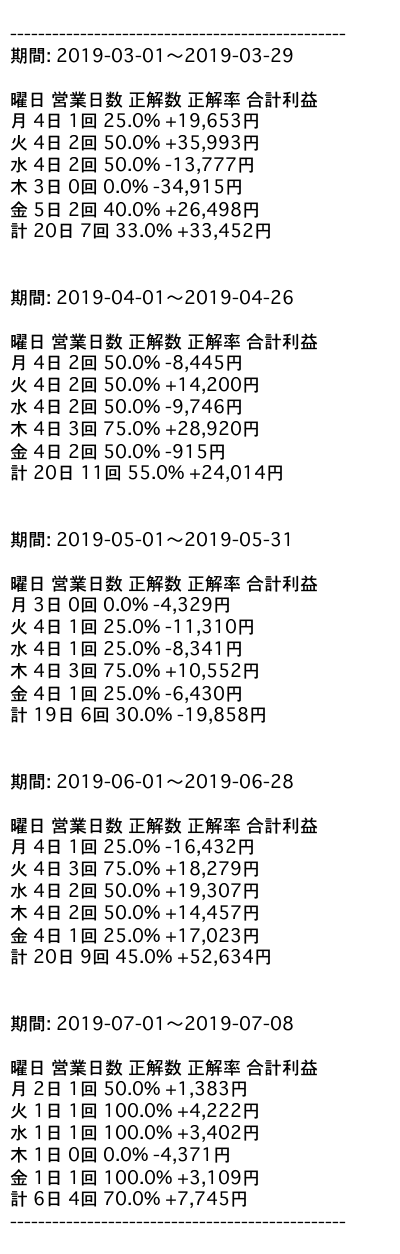 ------------------------------------------------
期間: 2019-03-01〜2019-03-29
曜日 営業日数 正解数 正解率 合計利益
月 4日 1回 25.0% +19,653円
火 4日 2回 50.0% +35,993円
水 4日 2回 50.0% -13,777円
木 3日 0回 0.0% -34,915円
金 5日 2回 40.0% +26,498円
計 20日 7回 33.0% +33,452円
期間: 2019-04-01〜2019-04-26
曜日 営業日数 正解数 正解率 合計利益
月 4日 2回 50.0% -8,445円
火 4日 2回 50.0% +14,200円
水 4日 2回 50.0% -9,746円
木 4日 3回 75.0% +28,920円
金 4日 2回 50.0% -915円
計 20日 11回 55.0% +24,014円
期間: 2019-05-01〜2019-05-31
曜日 営業日数 正解数 正解率 合計利益
月 3日 0回 0.0% -4,329円
火 4日 1回 25.0% -11,310円
水 4日 1回 25.0% -8,341円
木 4日 3回 75.0% +10,552円
金 4日 1回 25.0% -6,430円
計 19日 6回 30.0% -19,858円
期間: 2019-06-01〜2019-06-28
曜日 営業日数 正解数 正解率 合計利益
月 4日 1回 25.0% -16,432円
火 4日 3回 75.0% +18,279円
水 4日 2回 50.0% +19,307円
木 4日 2回 50.0% +14,457円
金 4日 1回 25.0% +17,023円
計 20日 9回 45.0% +52,634円
期間: 2019-07-01〜2019-07-08
曜日 営業日数 正解数 正解率 合計利益
月 2日 1回 50.0% +1,383円
火 1日 1回 100.0% +4,222円
水 1日 1回 100.0% +3,402円
木 1日 0回 0.0% -4,371円
金 1日 1回 100.0% +3,109円
計 6日 4回 70.0% +7,745円
------------------------------------------------